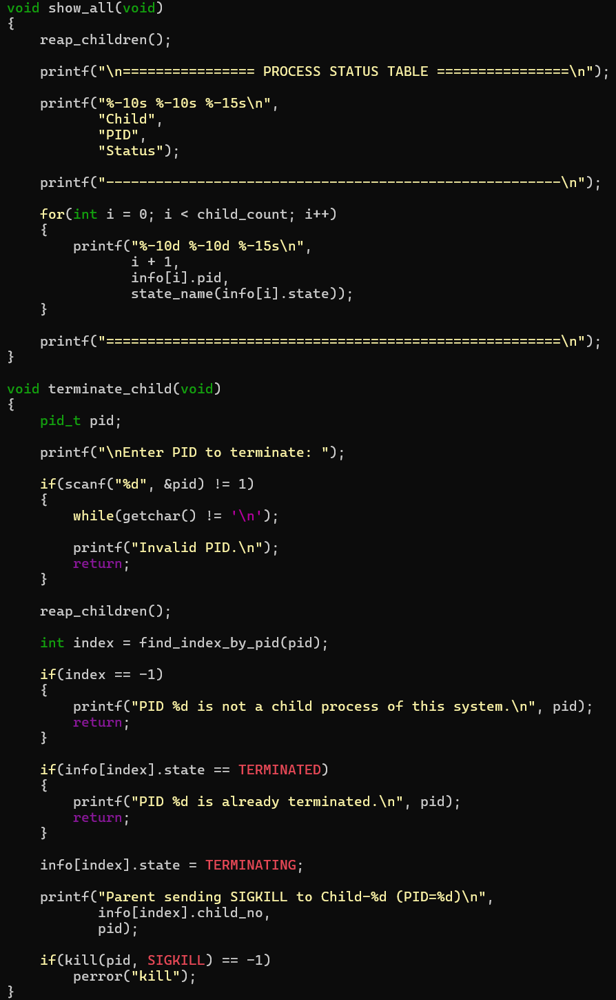 void show_all(void)
{
    reap_children();

    printf("\n================ PROCESS STATUS TABLE ================\n");

    printf("%-10s %-10s %-15s\n",
           "Child",
           "PID",
           "Status");

    printf("-------------------------------------------------------\n");

    for(int i = 0; i < child_count; i++)
    {
        printf("%-10d %-10d %-15s\n",
               i + 1,
               info[i].pid,
               state_name(info[i].state));
    }

    printf("=======================================================\n");
}

void terminate_child(void)
{
    pid_t pid;

    printf("\nEnter PID to terminate: ");

    if(scanf("%d", &pid) != 1)
    {
        while(getchar() != '\n');

        printf("Invalid PID.\n");
        return;
    }

    reap_children();

    int index = find_index_by_pid(pid);

    if(index == -1)
    {
        printf("PID %d is not a child process of this system.\n", pid);
        return;
    }

    if(info[index].state == TERMINATED)
    {
        printf("PID %d is already terminated.\n", pid);
        return;
    }

    info[index].state = TERMINATING;

    printf("Parent sending SIGKILL to Child-%d (PID=%d)\n",
           info[index].child_no,
           pid);

    if(kill(pid, SIGKILL) == -1)
        perror("kill");
}